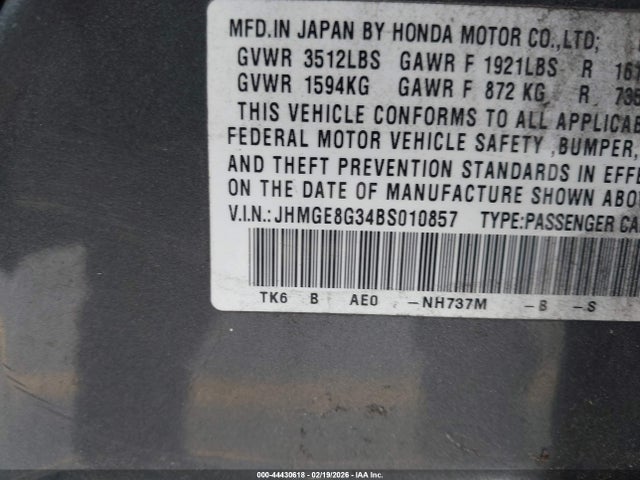 MFD.IN JAPAN BY HONDA MOTOR CO.,LTD;
GVWR 3512LBS GAWR F 1921LBS R
GVWR 1594KG GAWR F 872 KG R
THIS VEHICLE CONFORMS TO ALL
FEDERAL MOTOR VEHICLE SAFETY ,BUMPER,
AND THEFT PREVENTION STANDARDS IN
ON THE DATE OF MANUFACTURE SHOWN
V.I.N.:JHMGE8G34BS010857 TYPE:PASSENGER
TK6 B AE0 -NH737M -B -S
000-44430618 - 02/19/2026 - IAA Inc.